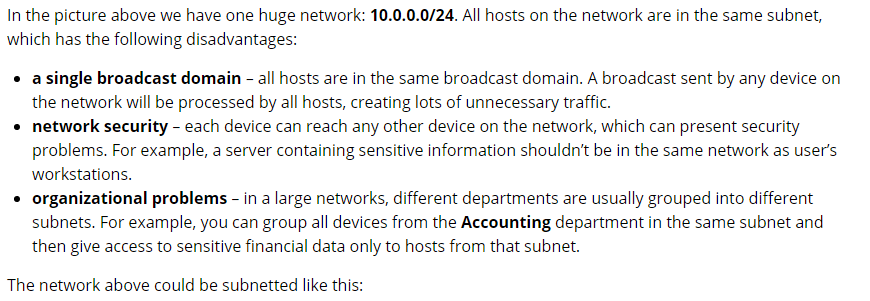 In the picture above we have one huge network: 10.0.0.0/24. All hosts on the network are in the same subnet,
which has the following disadvantages:
• a single broadcast domain – all hosts are in the same broadcast domain. A broadcast sent by any device on
the network will be processed by all hosts, creating lots of unnecessary traffic.
• network security – each device can reach any other device on the network, which can present security
problems. For example, a server containing sensitive information shouldn't be in the same network as user's
workstations.
• organizational problems – in a large networks, different departments are usually grouped into different
subnets. For example, you can group all devices from the Accounting department in the same subnet and
then give access to sensitive financial data only to hosts from that subnet.
The network above could be subnetted like this: